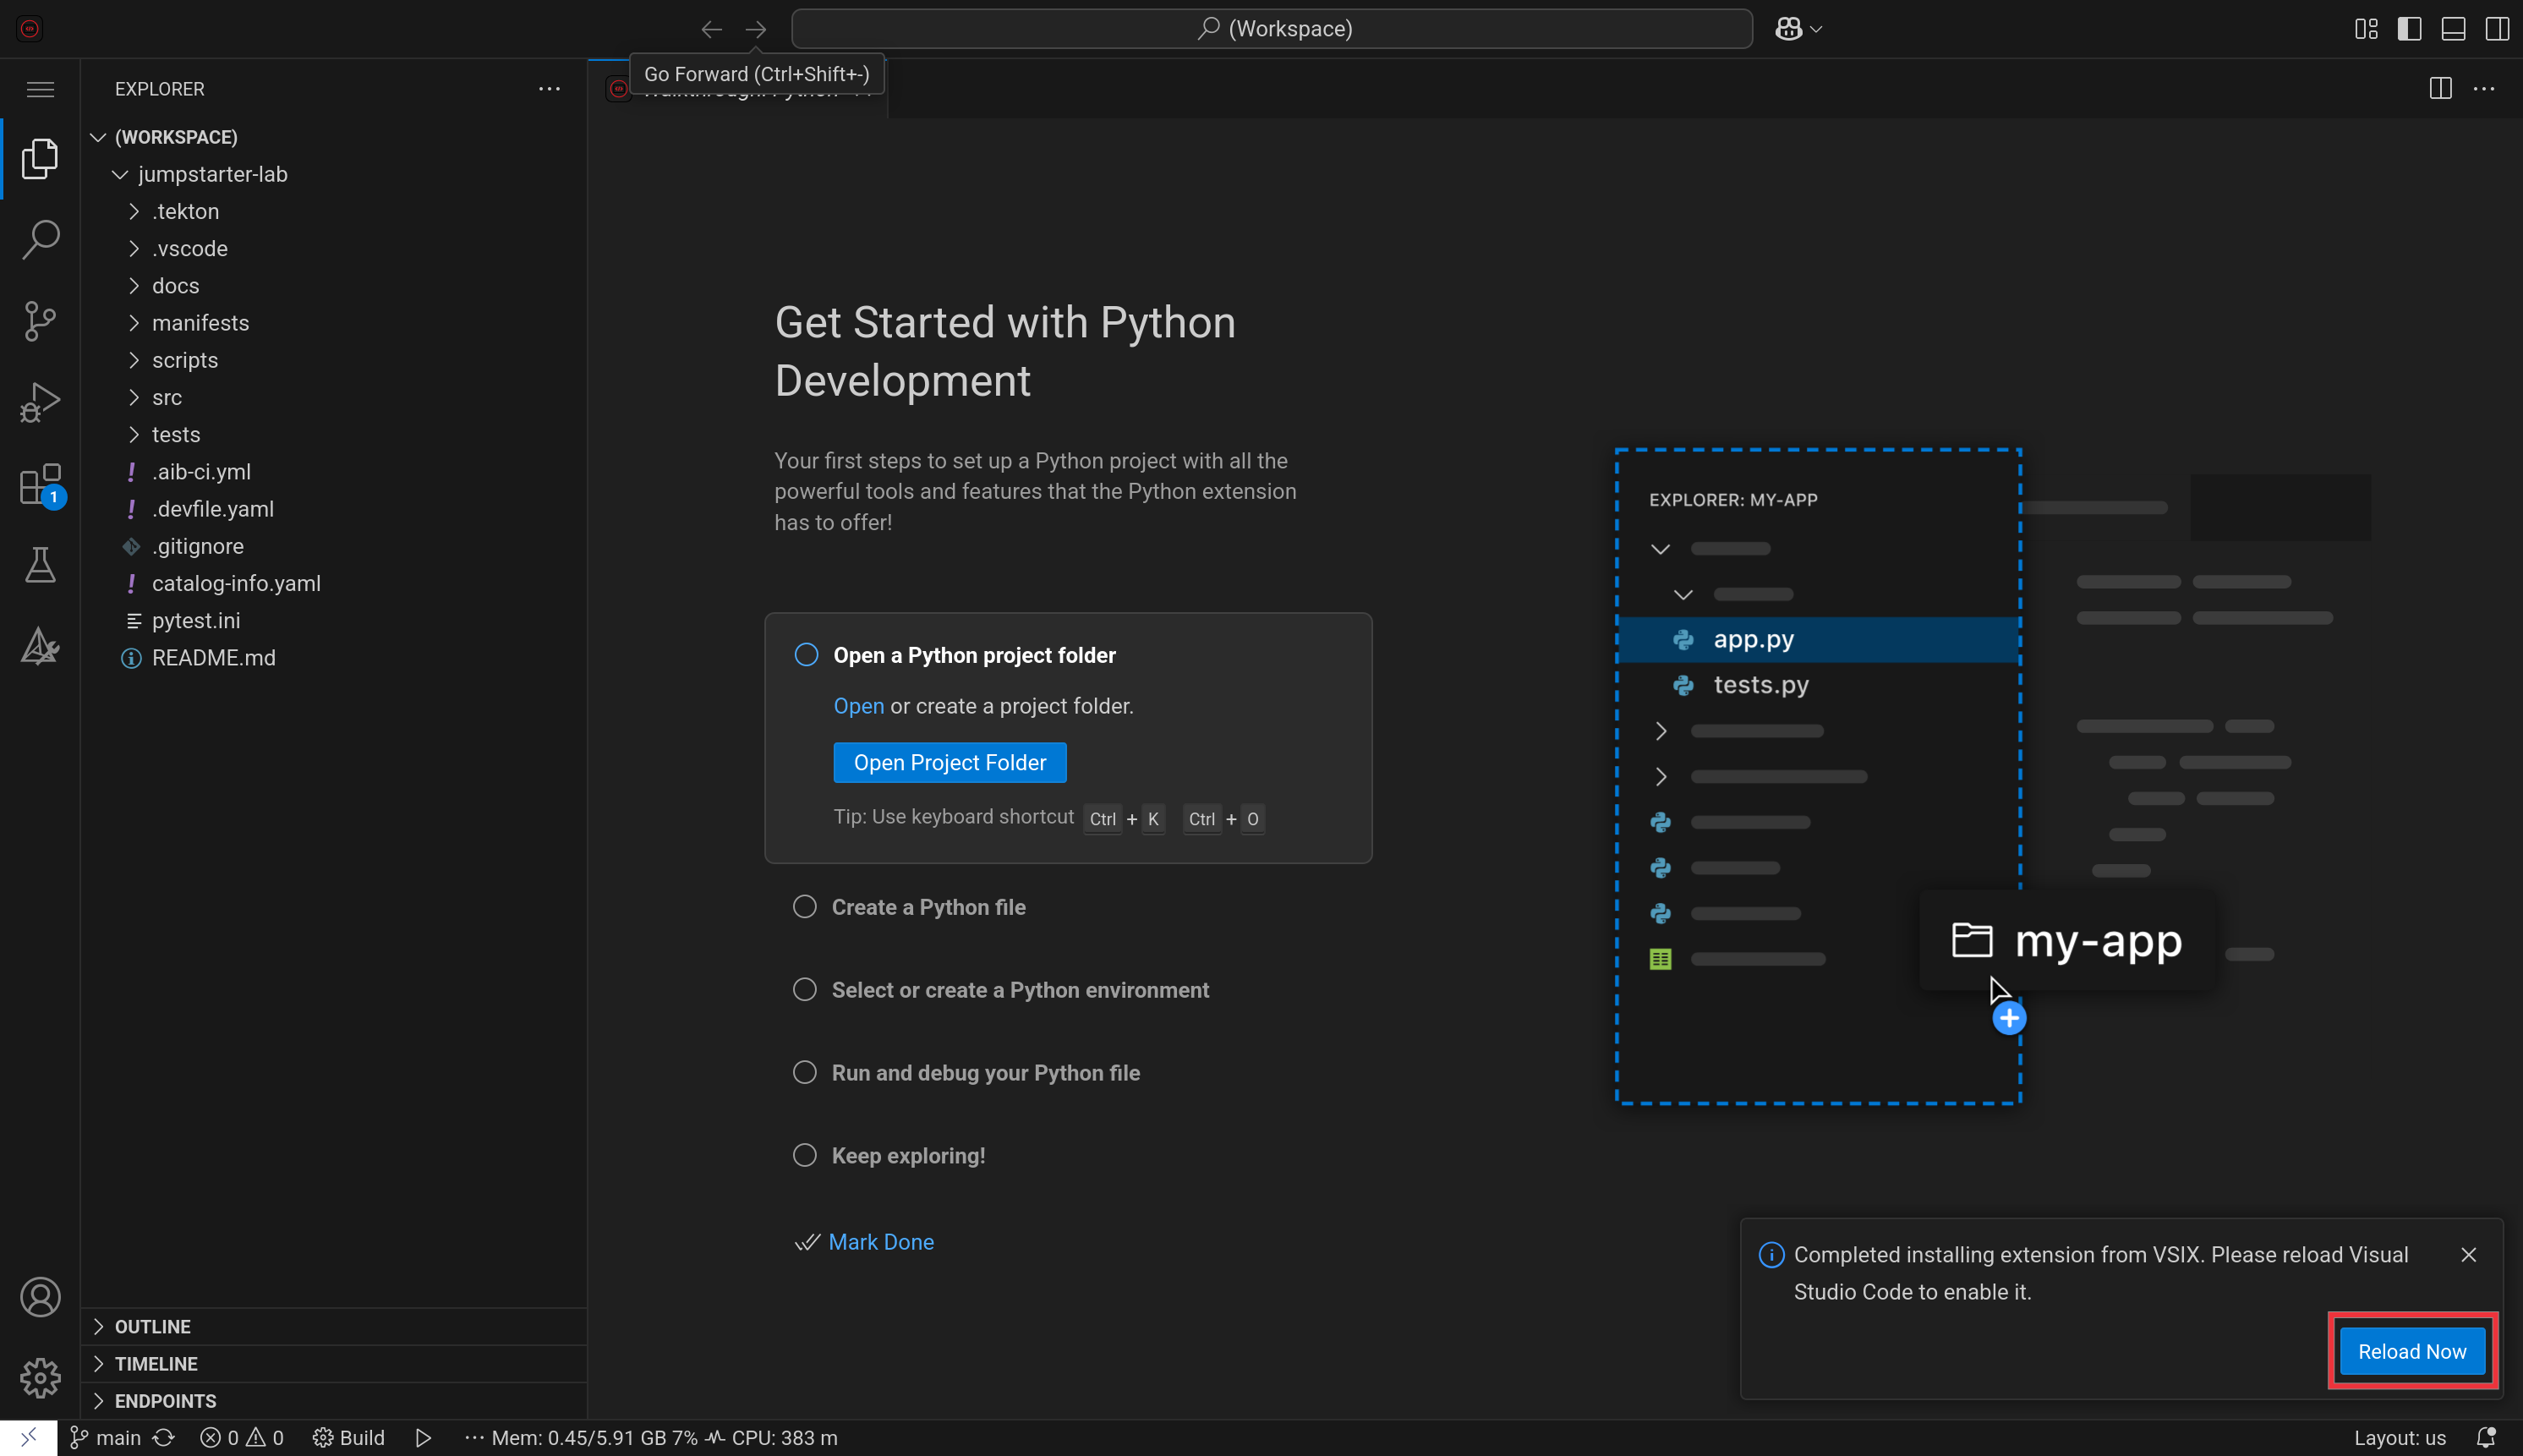 (Workspace)
Go Forward (Ctrl+Shift+-)
EXPLORER
(WORKSPACE)
jumpstarter-lab
.tekton
.vscode
docs
manifests
scripts
src
tests
.aib-ci.yml
.devfile.yaml
.gitignore
catalog-info.yaml
pytest.ini
README.md
1
OUTLINE
TIMELINE
ENDPOINTS
Get Started with Python
Development
Your first steps to set up a Python project with all the
powerful tools and features that the Python extension
has to offer!
Open a Python project folder
Open or create a project folder.
Open Project Folder
Tip: Use keyboard shortcut Ctrl + K Ctrl + O
Create a Python file
Select or create a Python environment
Run and debug your Python file
Keep exploring!
Mark Done
EXPLORER: MY-APP
app.py
tests.py
my-app
Completed installing extension from VSIX. Please reload Visual
Studio Code to enable it.
Reload Now
main 0 0 Build Mem: 0.45/5.91 GB 7% CPU: 383 m
Layout: us